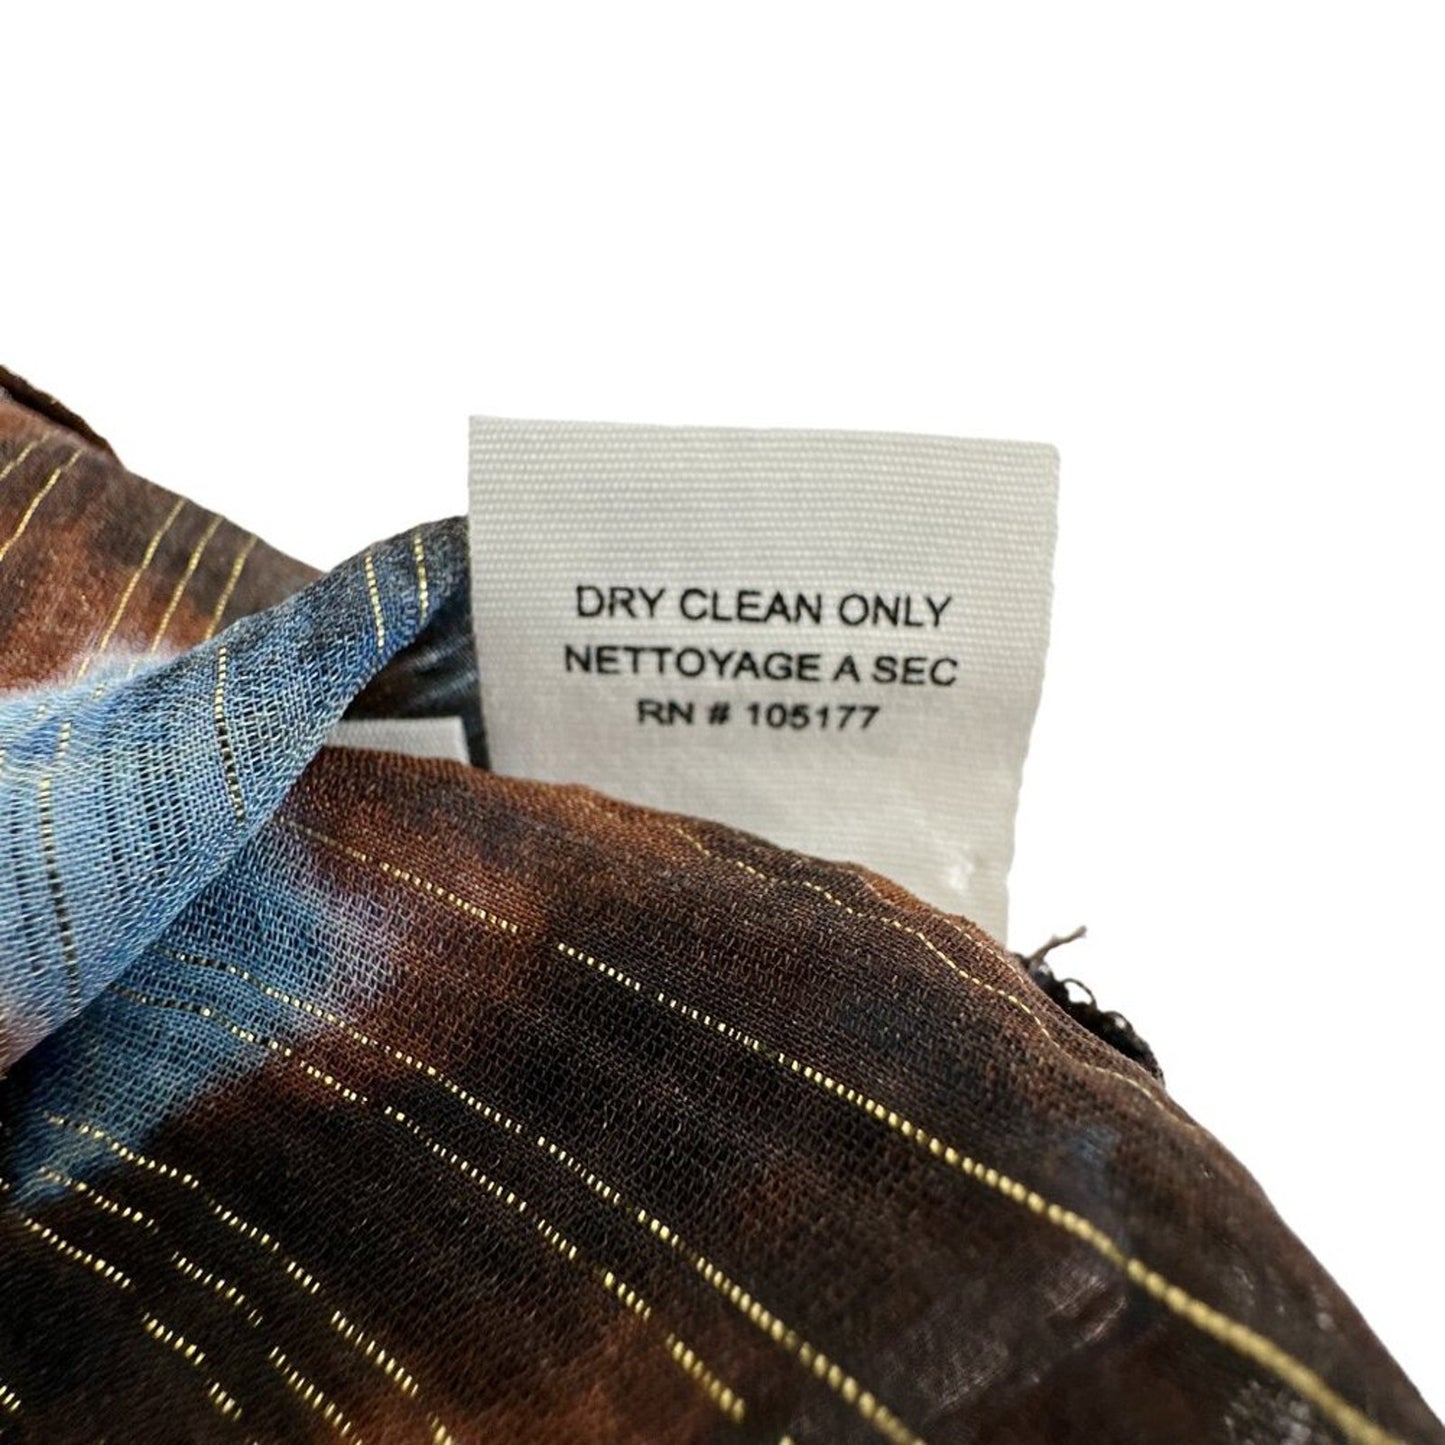 DRY CLEAN ONLY
NETTOYAGE A SEC
RN # 105177